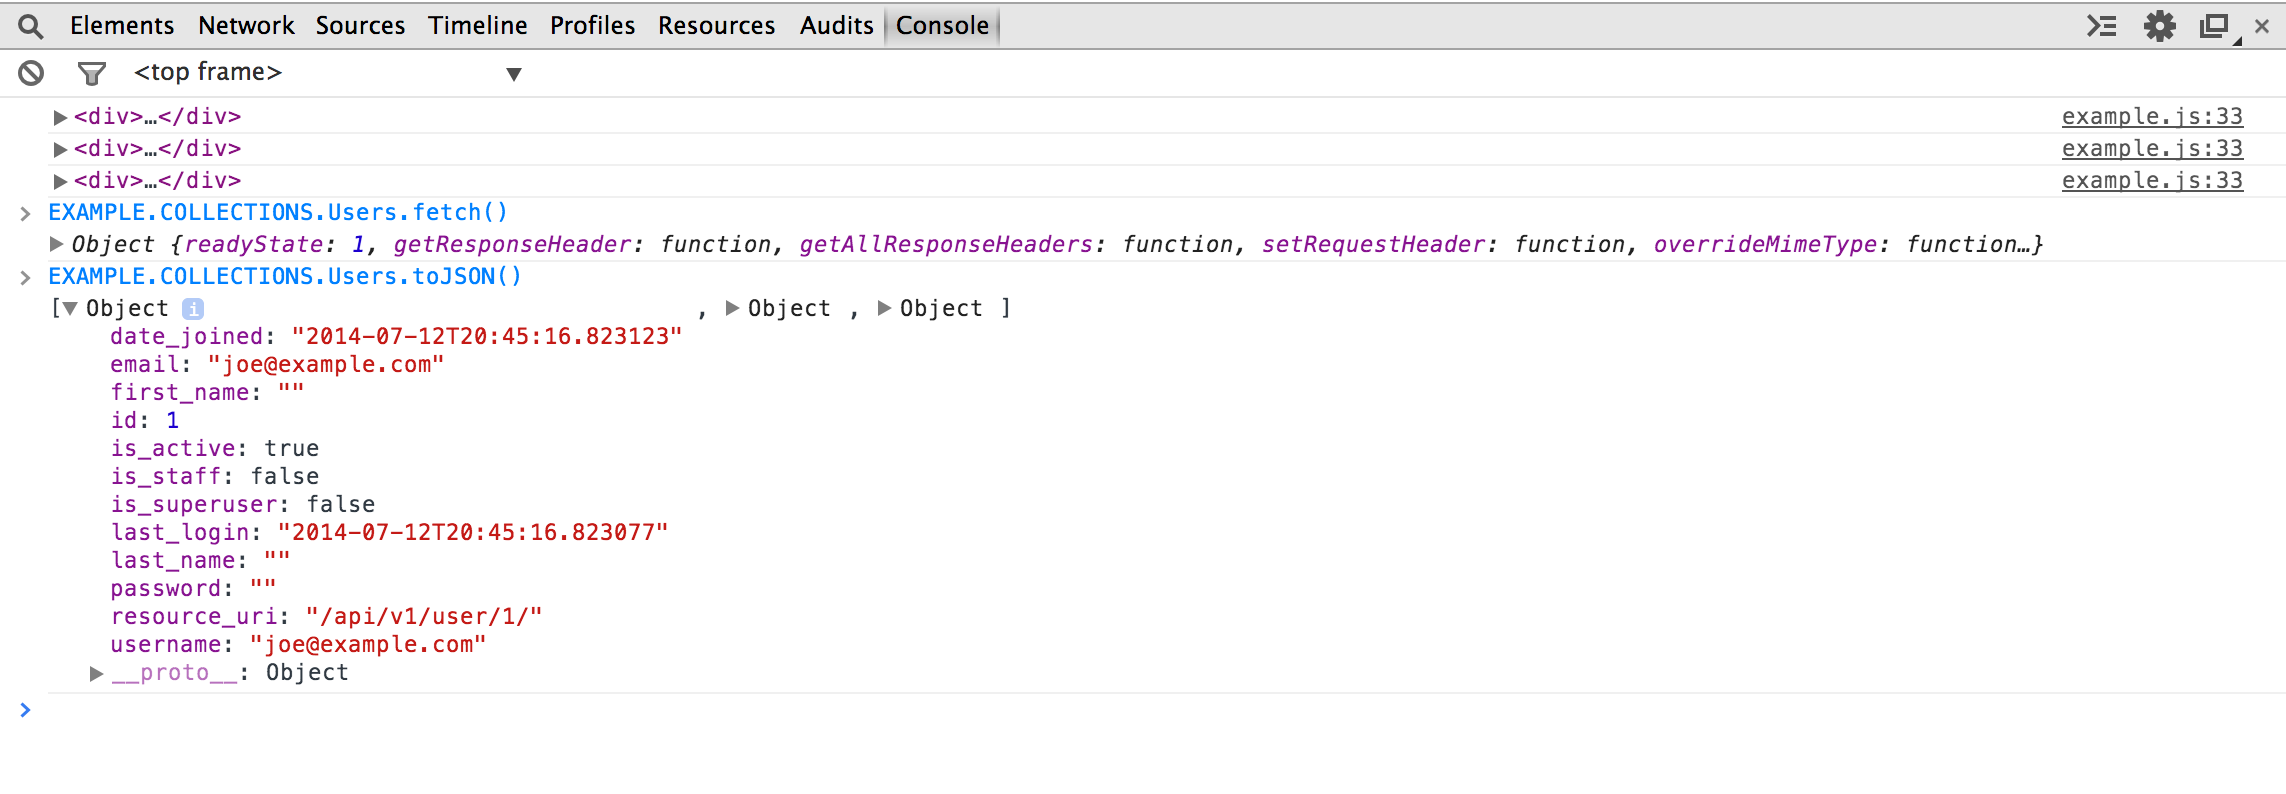 Elements Network Sources Timeline Profiles Resources Audits Console
<top frame>
<div>…</div> example.js:33
<div>…</div> example.js:33
<div>…</div> example.js:33
EXAMPLE.COLLECTIONS.Users.fetch()
Object {readyState: 1, getResponseHeader: function, getAllResponseHeaders: function, setRequestHeader: function, overrideMimeType: function…}
EXAMPLE.COLLECTIONS.Users.toJSON()
[Object i , Object , Object ]
date_joined: "2014-07-12T20:45:16.823123"
email: "joe@example.com"
first_name: ""
id: 1
is_active: true
is_staff: false
is_superuser: false
last_login: "2014-07-12T20:45:16.823077"
last_name: ""
password: ""
resource_uri: "/api/v1/user/1/"
username: "joe@example.com"
__proto__: Object